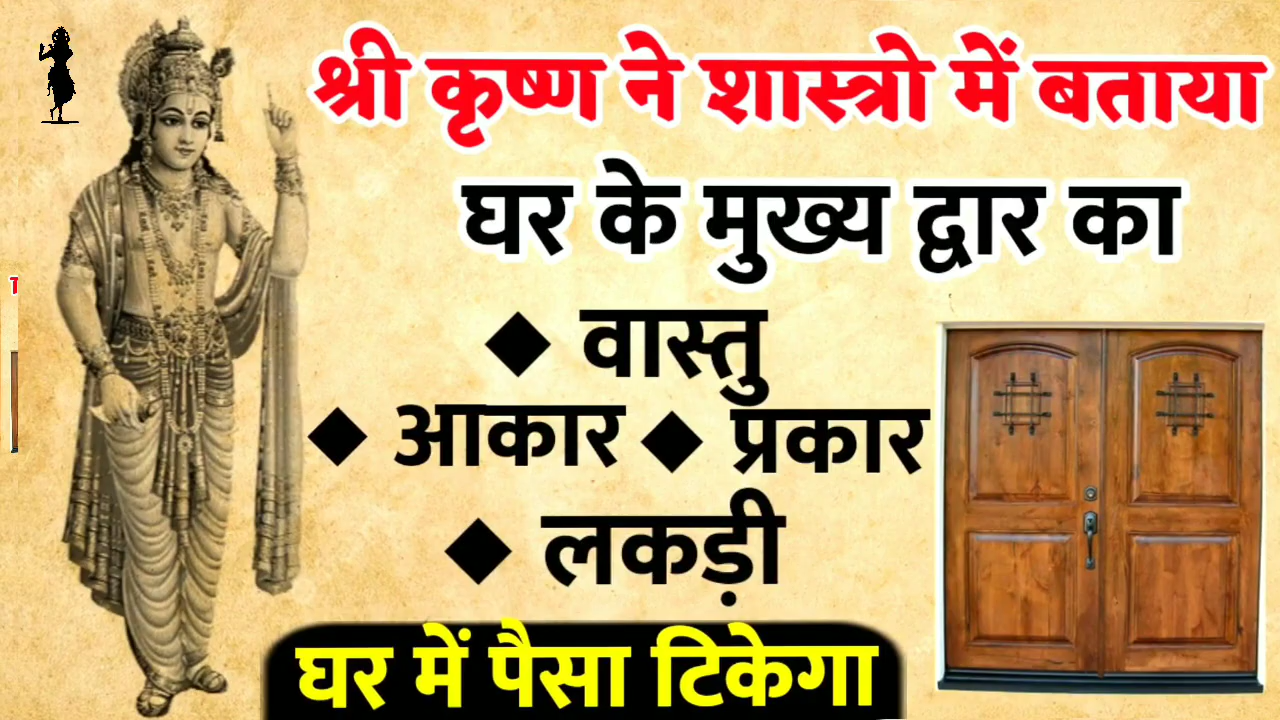 श्री कृष्ण ने शास्त्रो में बताया
घर के मुख्य द्वार का
◆ वास्तु
◆ आकार ◆ प्रकार
◆ लकड़ी
घर में पैसा टिकेगा